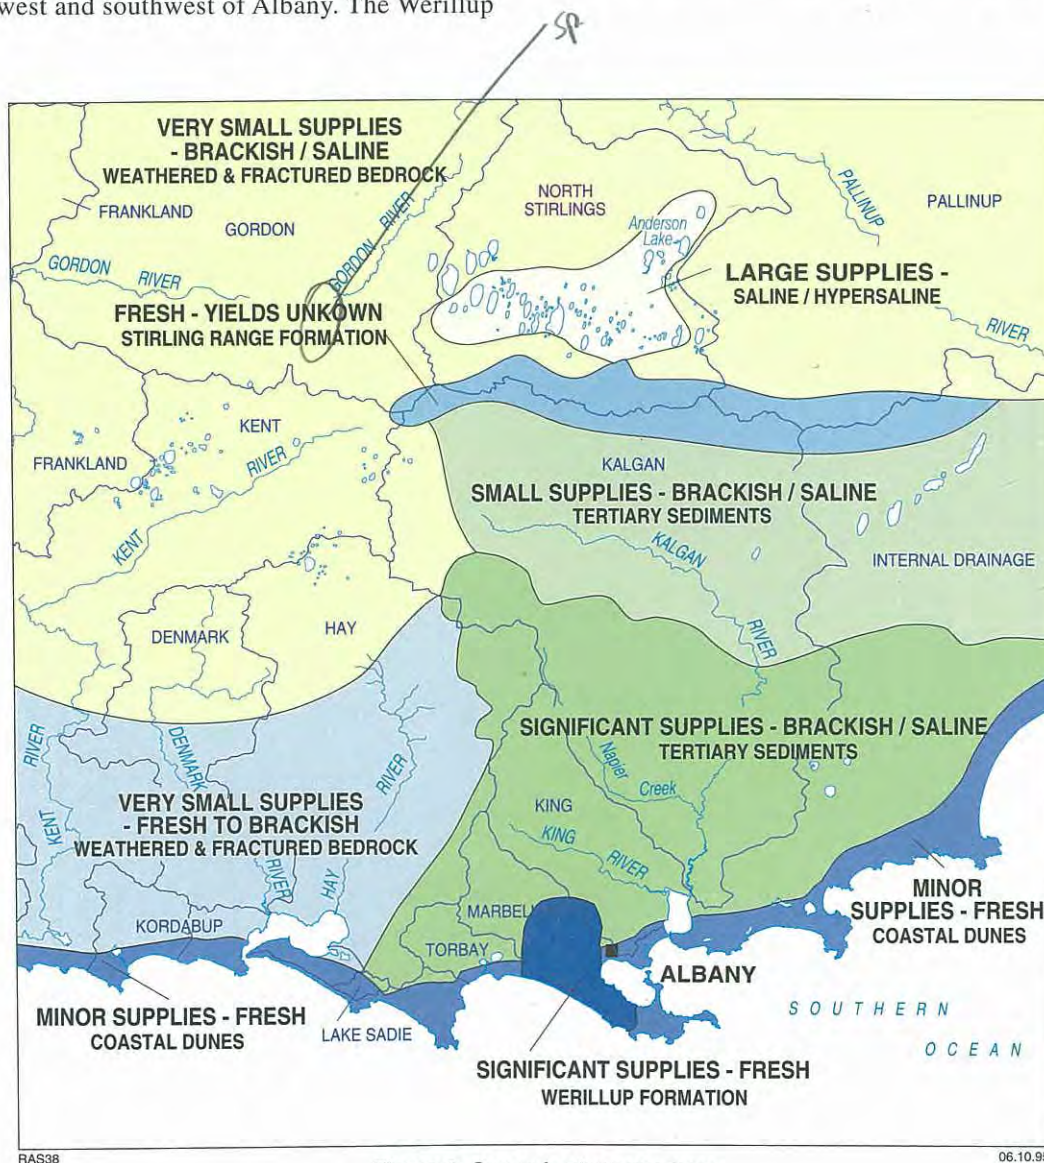 west and southwest of Albany. The Werillup
sp
VERY SMALL SUPPLIES
- BRACKISH / SALINE
WEATHERED & FRACTURED BEDROCK
FRANKLAND
GORDON
GORDON RIVER
GORDON RIVER
NORTH
STIRLINGS
Anderson
Lake
PALLINUP
PALLINUP
RIVER
LARGE SUPPLIES -
SALINE / HYPERSALINE
FRESH - YIELDS UNKOWN
STIRLING RANGE FORMATION
KENT
FRANKLAND
KENT RIVER
KALGAN
SMALL SUPPLIES - BRACKISH / SALINE
TERTIARY SEDIMENTS
KALGAN
RIVER
INTERNAL DRAINAGE
DENMARK
HAY
SIGNIFICANT SUPPLIES - BRACKISH / SALINE
TERTIARY SEDIMENTS
KENT RIVER
DENMARK
RIVER
HAY RIVER
VERY SMALL SUPPLIES
- FRESH TO BRACKISH
WEATHERED & FRACTURED BEDROCK
Napier
Creek
KING
KING RIVER
KORDABUP
MARBELL
TORBAY
MINOR
SUPPLIES - FRESH
COASTAL DUNES
ALBANY
MINOR SUPPLIES - FRESH
COASTAL DUNES
LAKE SADIE
SOUTHERN
OCEAN
SIGNIFICANT SUPPLIES - FRESH
WERILLUP FORMATION
RAS38